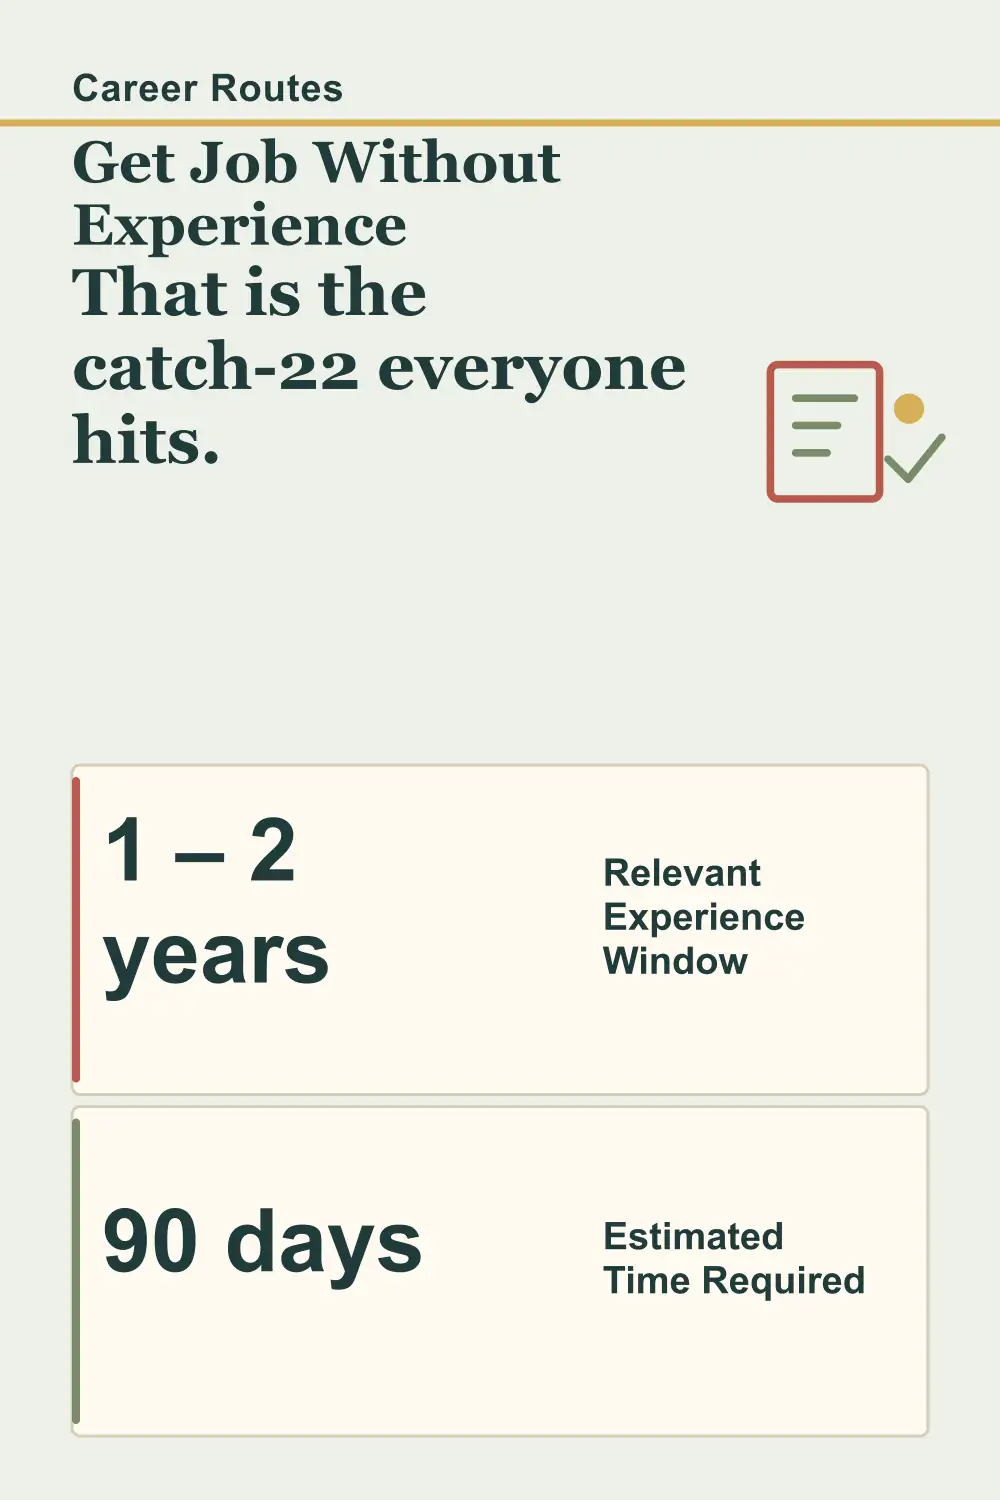 Career Routes
Get Job Without
Experience
That is the
catch-22 everyone
hits.
1 – 2
years
Relevant
Experience
Window
90 days
Estimated
Time Required